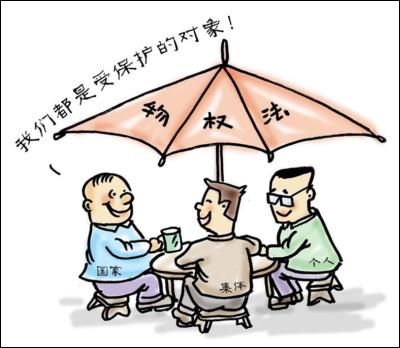 我们都是受保护的对象!
物权法
国家
集体
个人